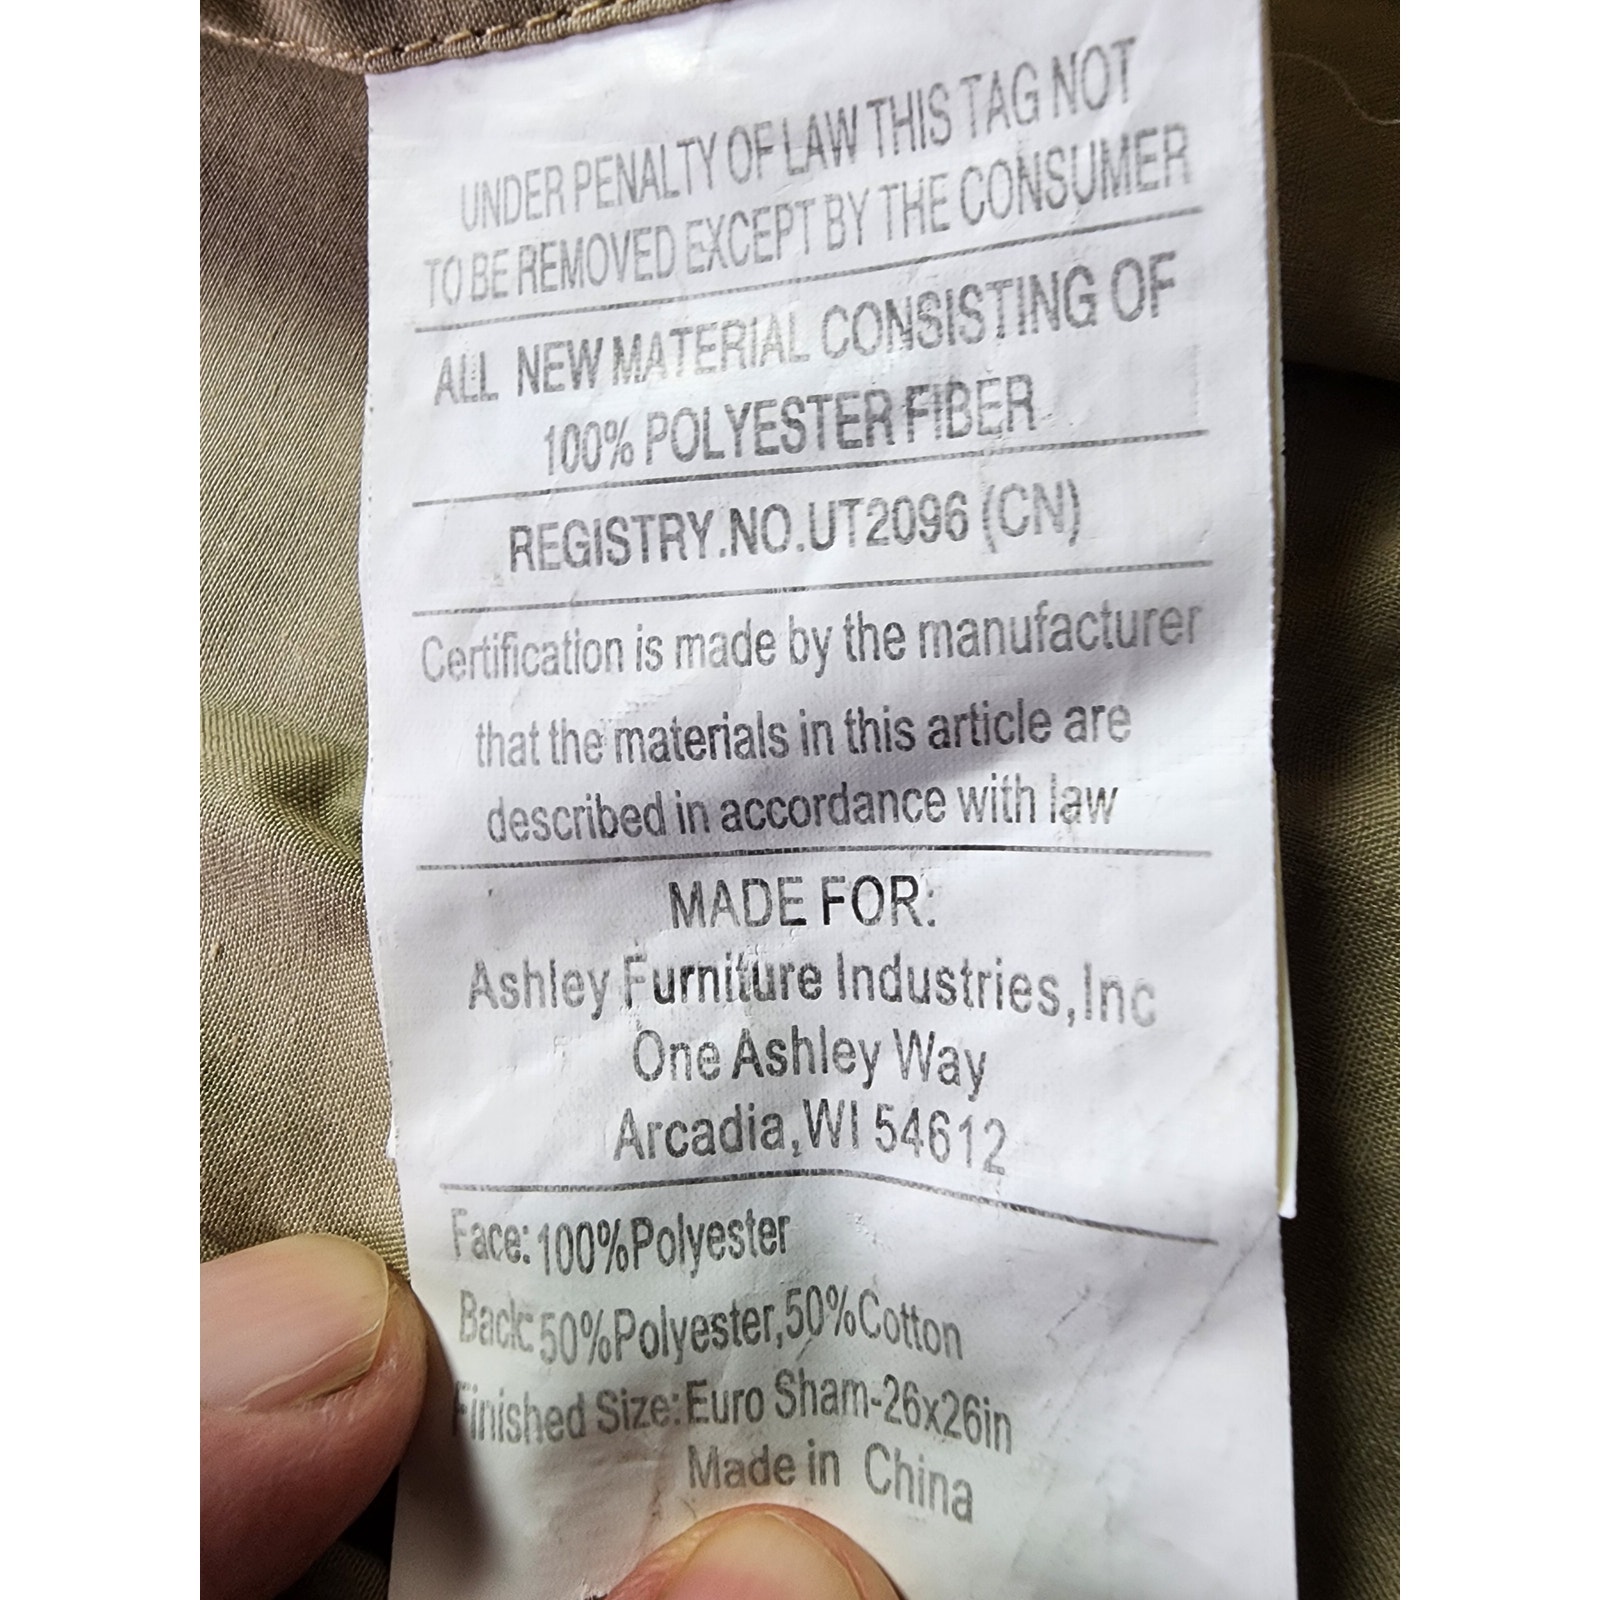 UNDER PENALTY OF LAW THIS TAG NOT
TO BE REMOVED EXCEPT BY THE CONSUMER
ALL NEW MATERIAL CONSISTING OF
100% POLYESTER FIBER
REGISTRY.NO.UT2096 (CN)
Certification is made by the manufacturer
that the materials in this article are
described in accordance with law
MADE FOR:
Ashley Furniture Industries,Inc
One Ashley Way
Arcadia,WI 54612
Face:100%Polyester
Back:50%Polyester,50%Cotton
Finished Size:Euro Sham-26x26in
Made in China